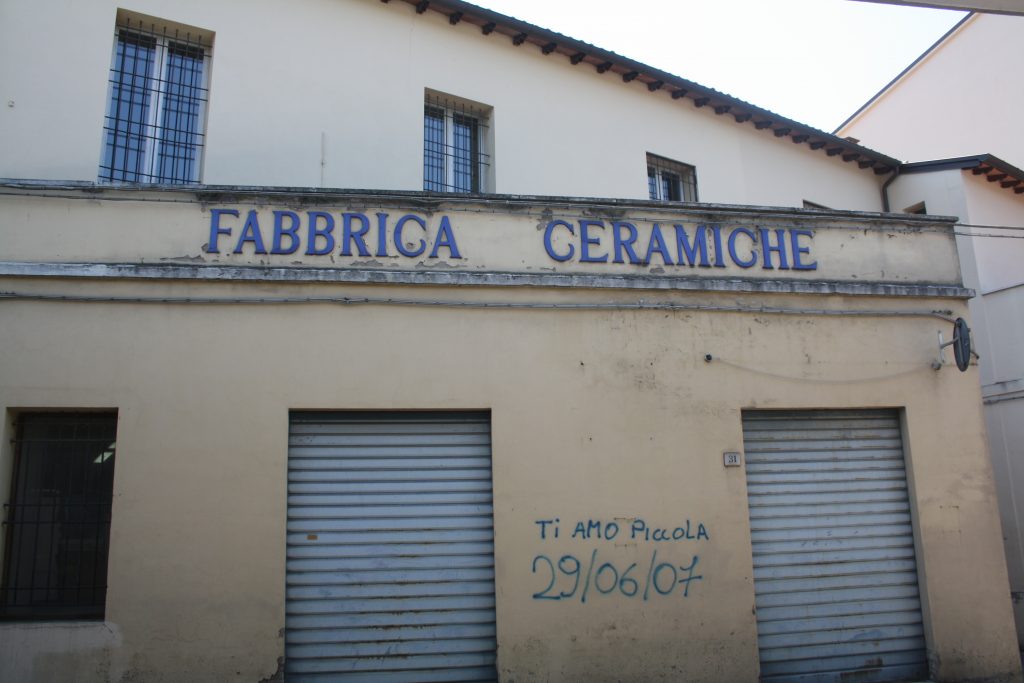 FABBRICA CERAMICHE
31
Ti AMO PiccoLA
29/06/07